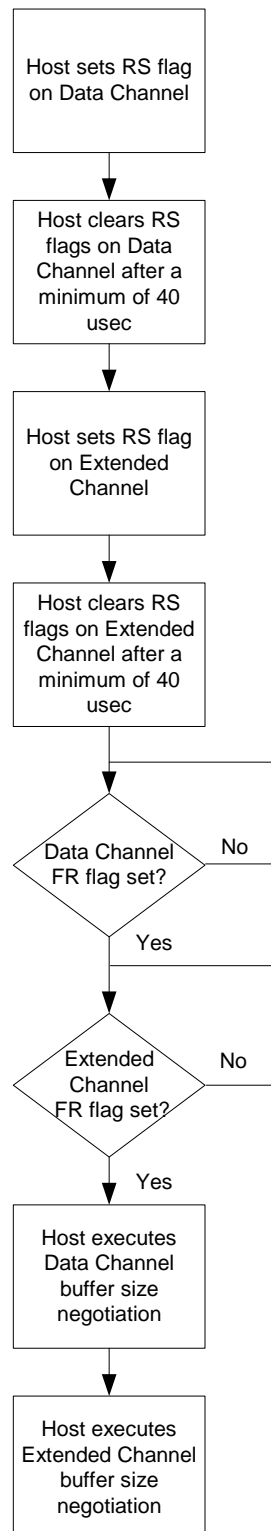 Host sets RS flag
on Data Channel
Host clears RS
flags on Data
Channel after a
minimum of 40
usec
Host sets RS flag
on Extended
Channel
Host clears RS
flags on Extended
Channel after a
minimum of 40
usec
Data Channel
FR flag set?
No
Yes
Extended
Channel
FR flag set?
No
Yes
Host executes
Data Channel
buffer size
negotiation
Host executes
Extended Channel
buffer size
negotiation